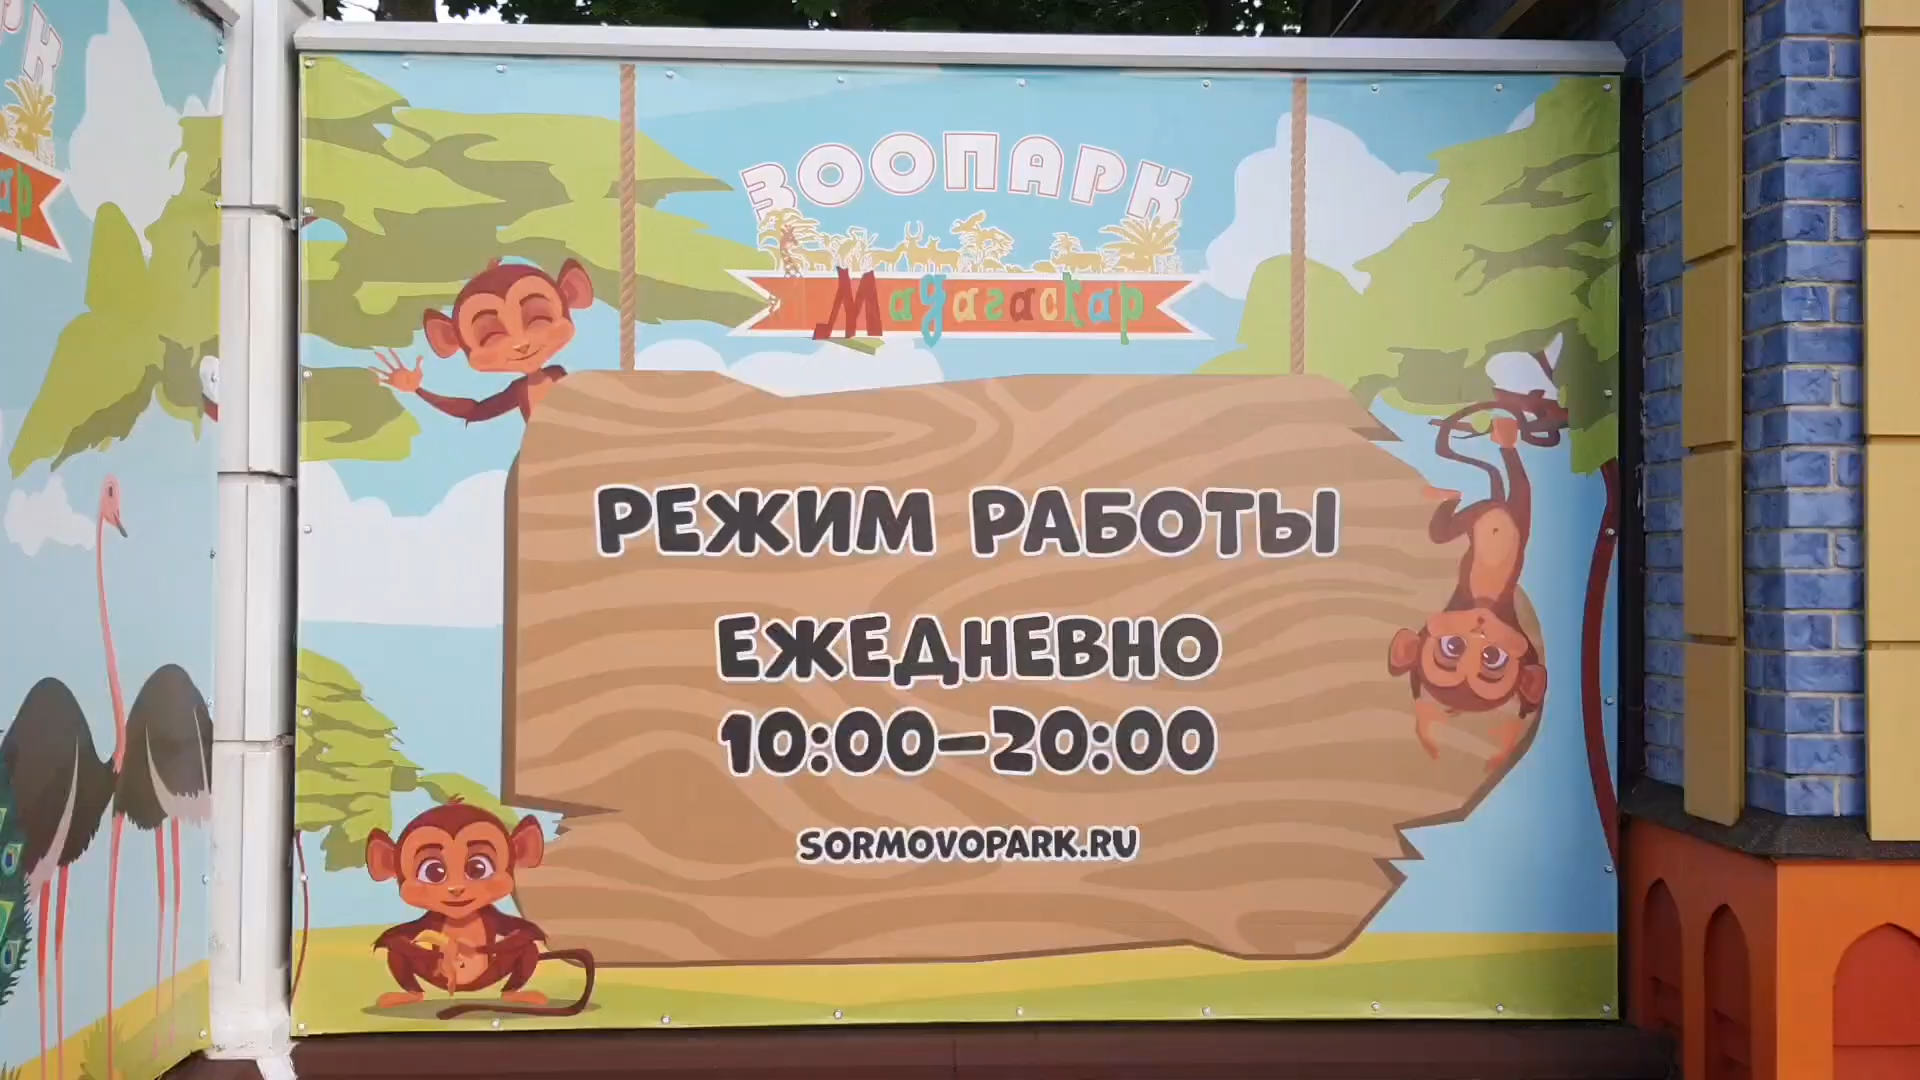 ЗООПАРК
Мадагаскар
РЕЖИМ РАБОТЫ
ЕЖЕДНЕВНО
10:00–20:00
SORMOVOPARK.RU